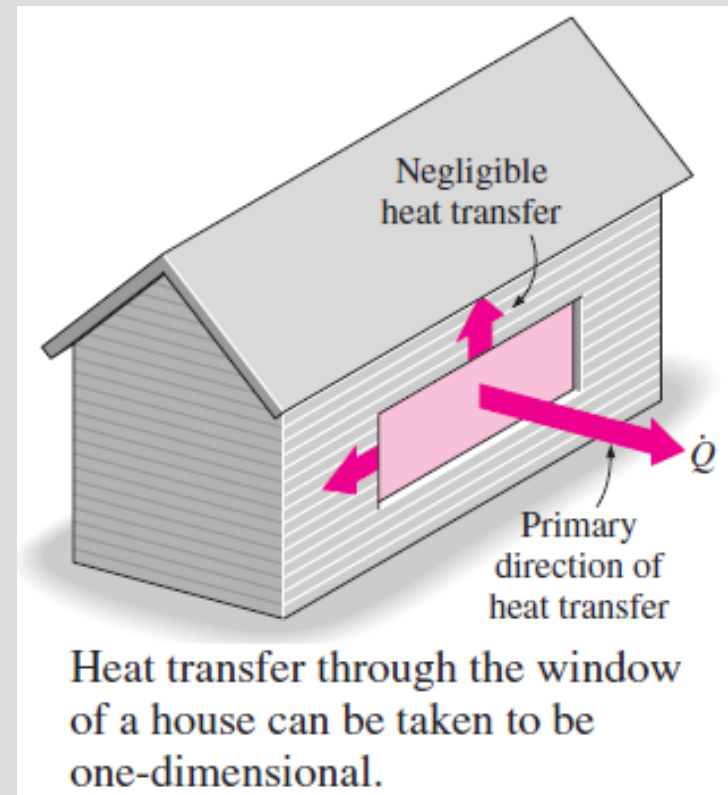 Negligible
heat transfer
Q̇
Primary
direction of
heat transfer
Heat transfer through the window
of a house can be taken to be
one-dimensional.